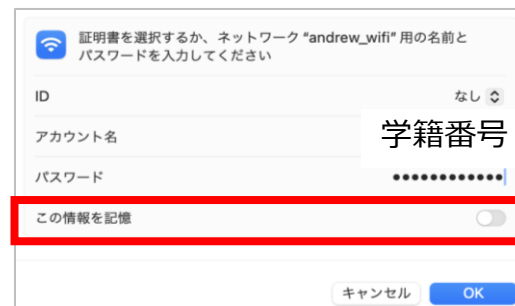 証明書を選択するか、ネットワーク “andrew_wifi” 用の名前と
パスワードを入力してください
ID なし
アカウント名 学籍番号
パスワード ••••••••••••
この情報を記憶
キャンセル OK